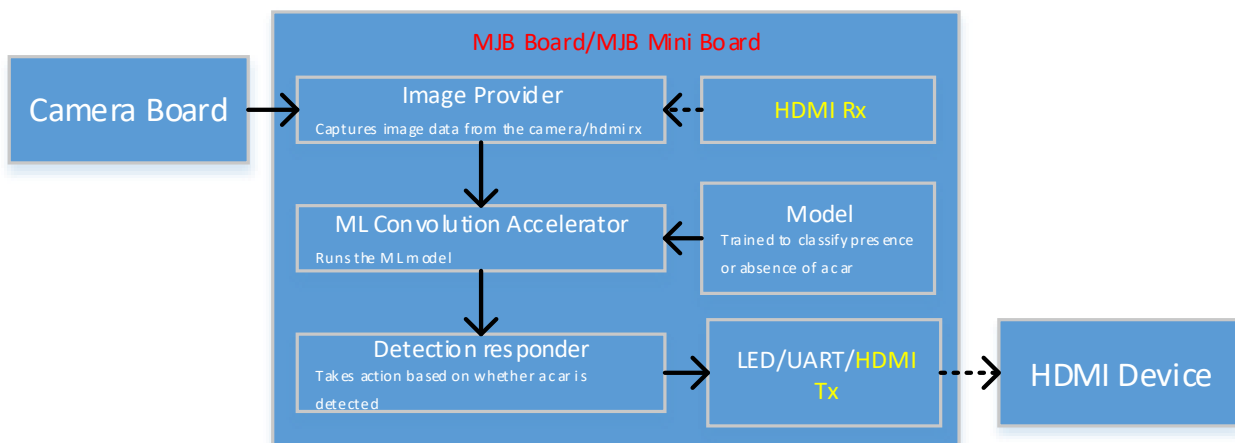 MJB Board/MJB Mini Board
Camera Board
Image Provider
Captures image data from the camera/hdmi rx
HDMI Rx
ML Convolution Accelerator
Runs the ML model
Model
Trained to classify presence
or absence of a car
Detection responder
Takes action based on whether a car is
detected
LED/UART/HDMI
Tx
HDMI Device